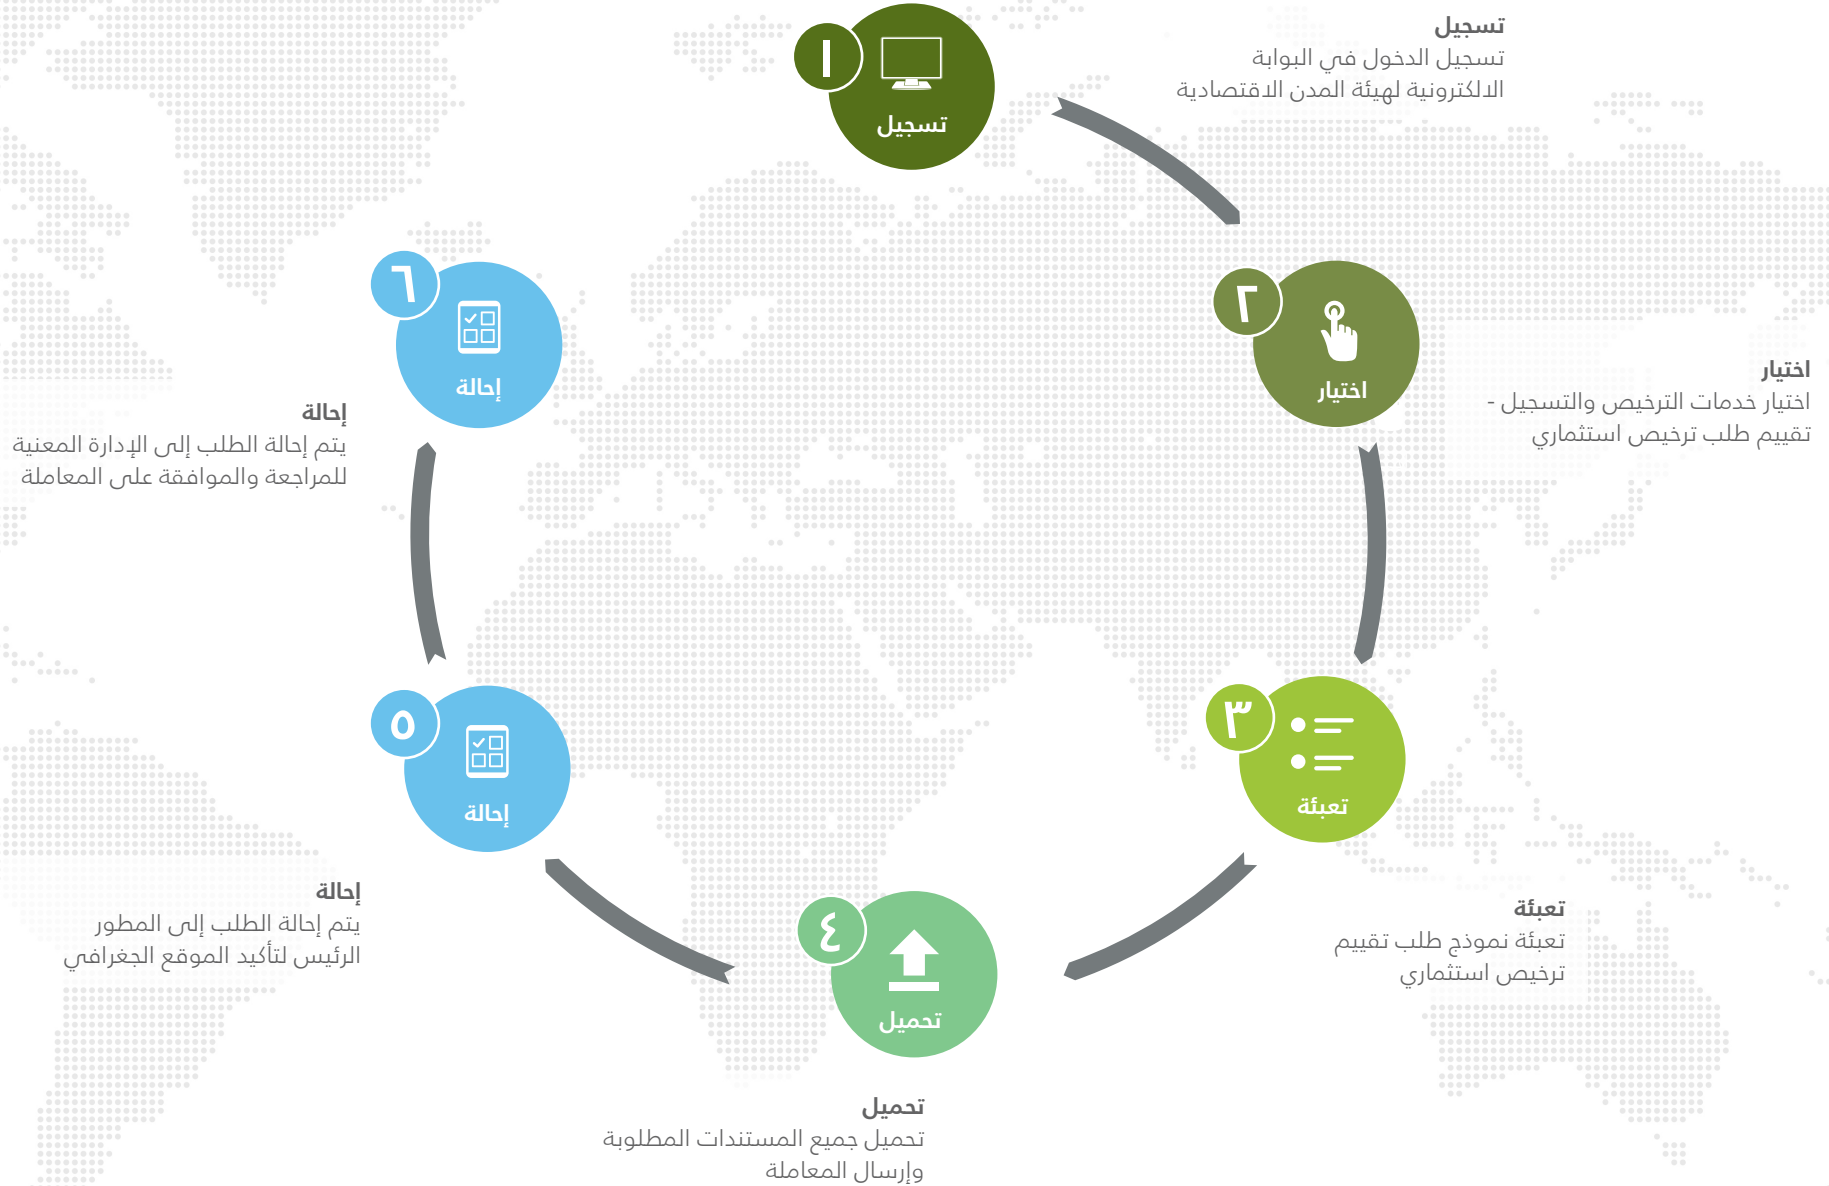 ١
تسجيل
تسجيل
تسجيل الدخول في البوابة
الالكترونية لهيئة المدن الاقتصادية
٢
اختيار
اختيار
اختيار خدمات الترخيص والتسجيل -
تقييم طلب ترخيص استثماري
٣
تعبئة
تعبئة
تعبئة نموذج طلب تقييم
ترخيص استثماري
٤
تحميل
تحميل
تحميل جميع المستندات المطلوبة
وإرسال المعاملة
٥
إحالة
إحالة
يتم إحالة الطلب إلى المطور
الرئيس لتأكيد الموقع الجغرافي
٦
إحالة
إحالة
يتم إحالة الطلب إلى الإدارة المعنية
للمراجعة والموافقة على المعاملة